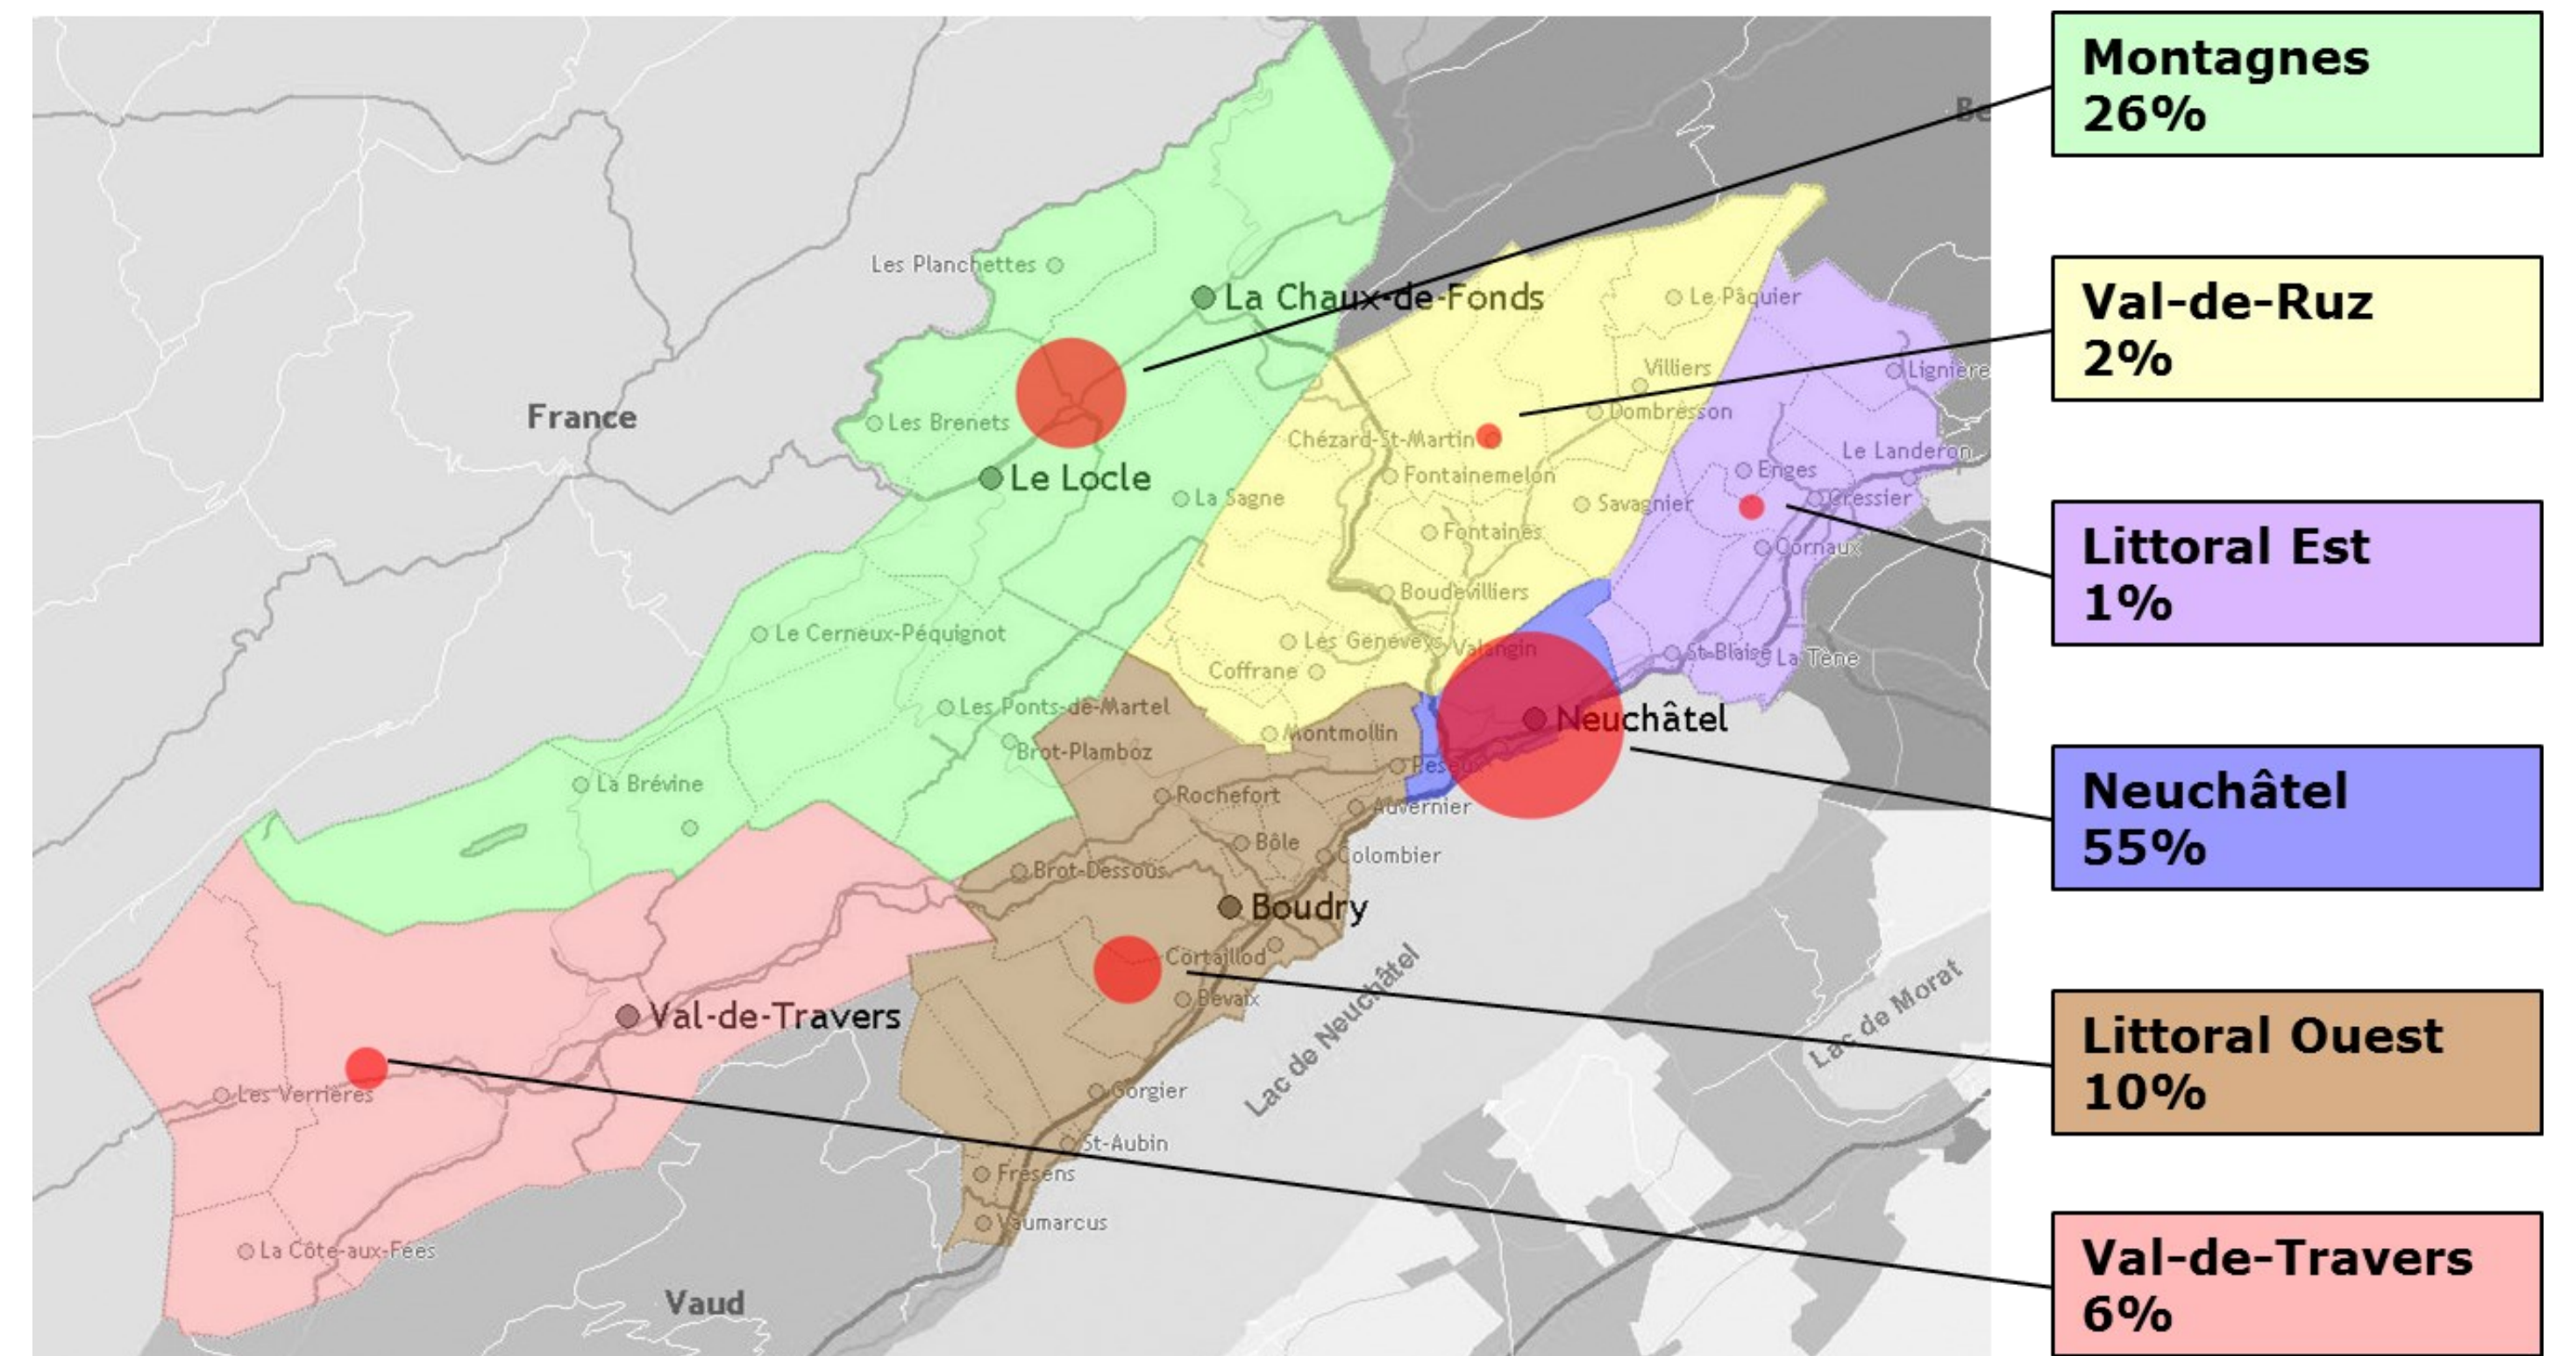 Montagnes
26%
Be
Les Planchettes
La Chaux-de-Fonds
Le Pâquier
Val-de-Ruz
2%
Villiers
Lignière
France
Les Brenets
Dombresson
Chézard-St-Martin
Le Landeron
Le Locle
Fontainemelon
Enges
La Sagne
Savagnier
Cressier
Fontaines
Cornaux
Littoral Est
1%
Boudevilliers
Le Cerneux-Péquignot
Les Geneveys
Valangin
St-Blaise
La Tène
Coffrane
Les Ponts-de-Martel
Neuchâtel
Montmollin
Brot-Plamboz
Peseux
La Brévine
Rochefort
Auvernier
Neuchâtel
55%
Bôle
Colombier
Brot-Dessous
Boudry
Cortaillod
Lac de Neuchâtel
Lac de Morat
Bevaix
Val-de-Travers
Littoral Ouest
10%
Les Verrières
Gorgier
St-Aubin
Fresens
Vaumarcus
La Côte-aux-Fées
Vaud
Val-de-Travers
6%